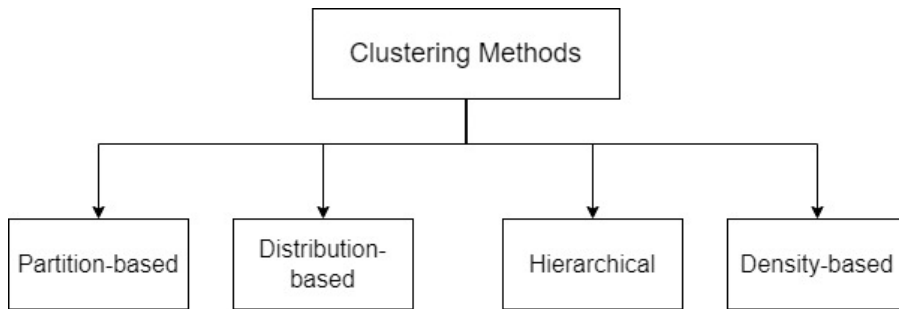 Clustering Methods
Partition-based
Distribution-
based
Hierarchical
Density-based